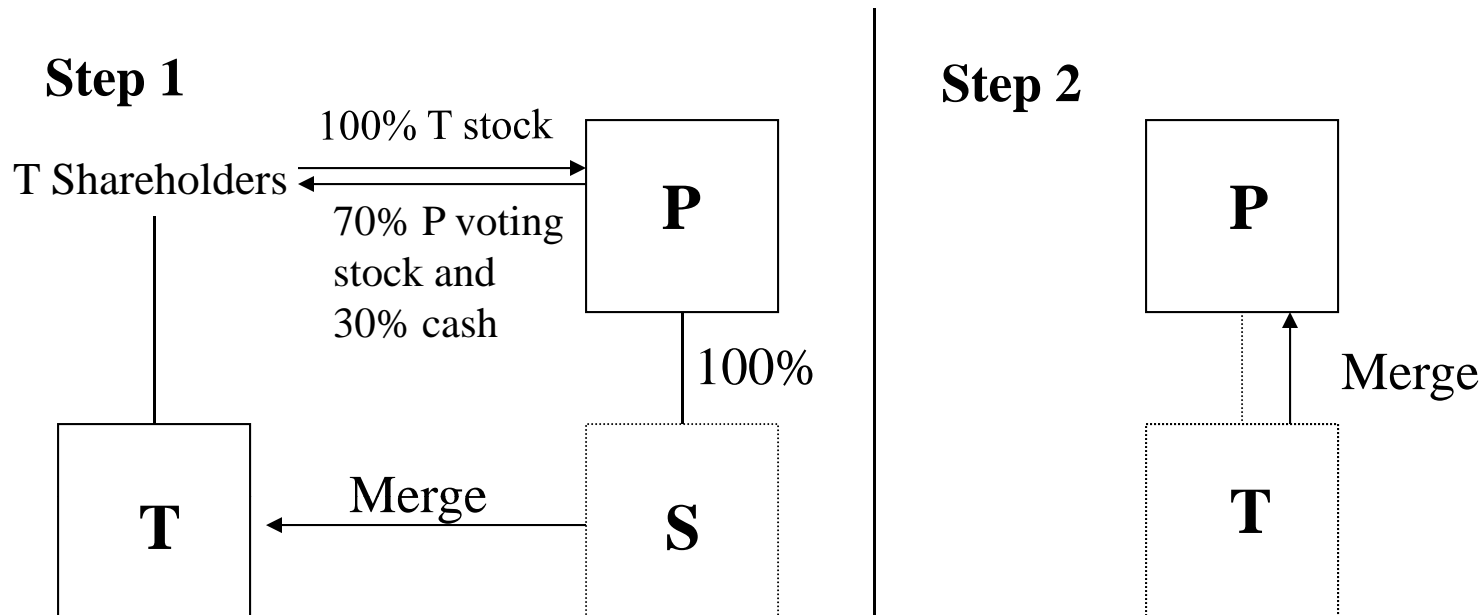 Step 1
100% T stock
T Shareholders
P
70% P voting
stock and
30% cash
100%
T
Merge
S
Step 2
P
Merge
T